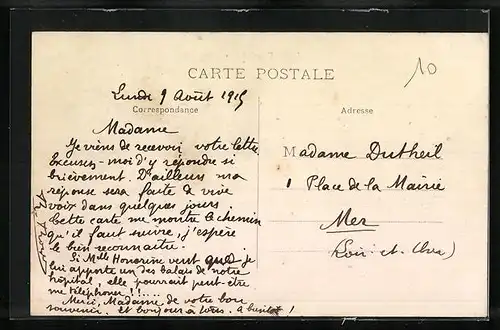 CARTE POSTALE
10
Lundi 9 Août 1915
Correspondance
Adresse
Madame
Je viens de recevoir votre lettre.
Excusez-moi d'y répondre si
brièvement. D'ailleurs ma
réponse sera faite de vive
voix dans quelques jours
Cette carte me montre le chemin
qu'il faut suivre, j'espère
le bien reconnaître.
Si Mlle Honorine veut que je
lui apporte un des balais de notre
hôpital, elle pourrait peut être
me téléphoner !!....
Merci, Madame de votre bon
souvenir. et bonjour à tous. à bientôt !
Madame Dutheil
1 Place de la Mairie
Mer
(Loir-et-Cher)